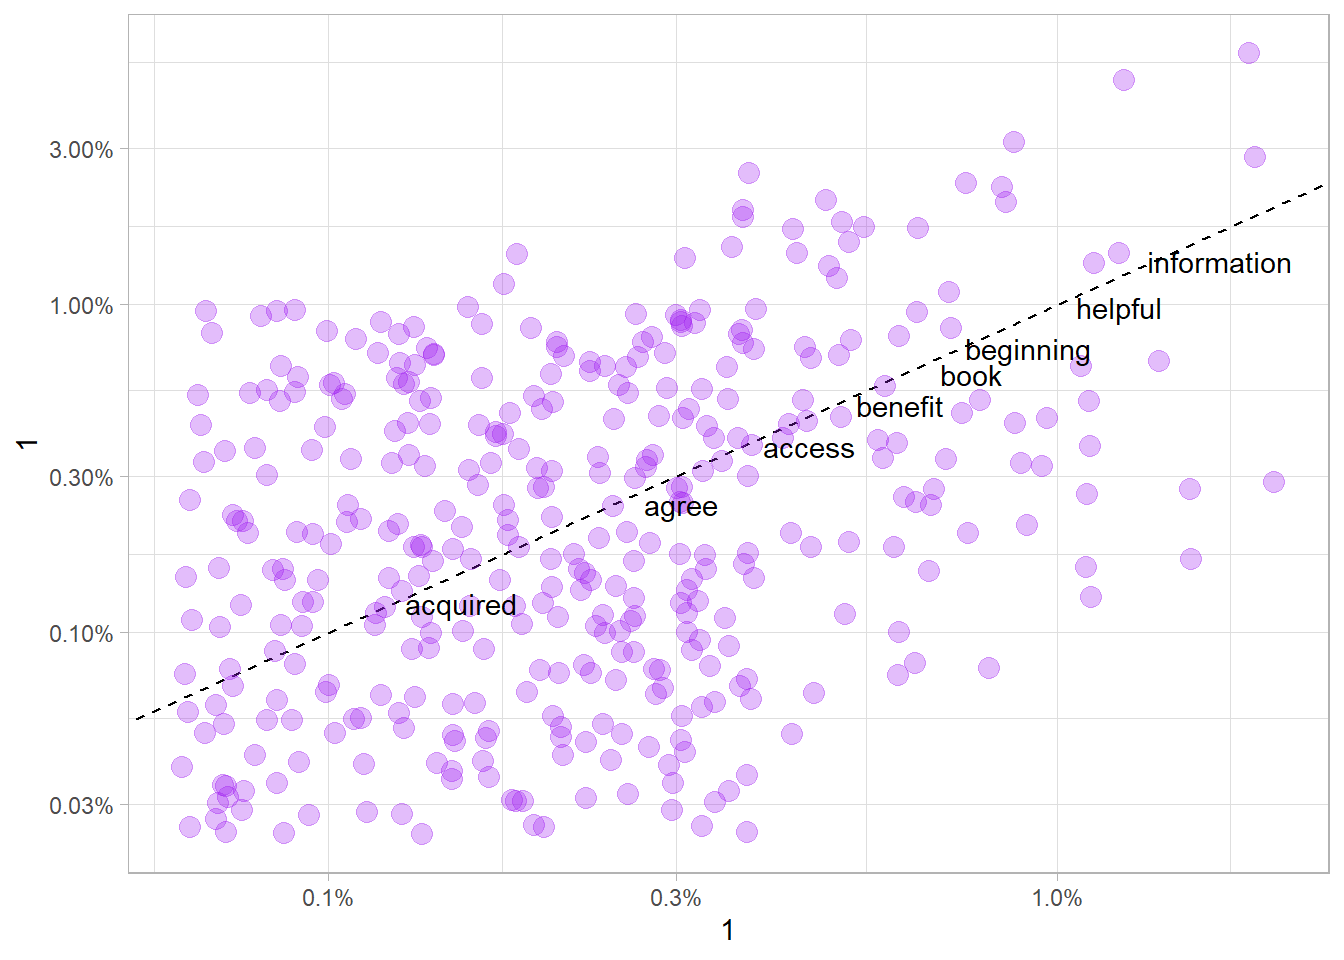 3.00%
1.00%
0.30%
0.10%
0.03%
1
information
helpful
beginning
book
benefit
access
agree
acquired
0.1%
0.3%
1.0%
1